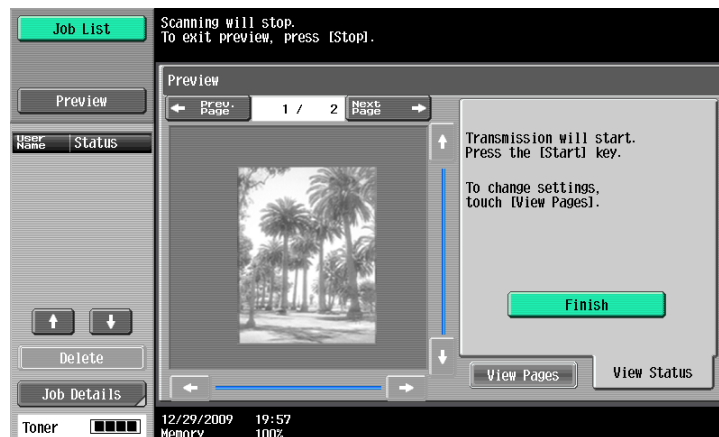 Job List
Scanning will stop.
To exit preview, press [Stop].
Preview
Preview
Prev. Page
1 / 2
Next Page
User Name
Status
Transmission will start.
Press the [Start] key.
To change settings,
touch [View Pages].
Finish
Delete
View Pages
View Status
Job Details
Toner
12/29/2009 19:57
Memory 100%